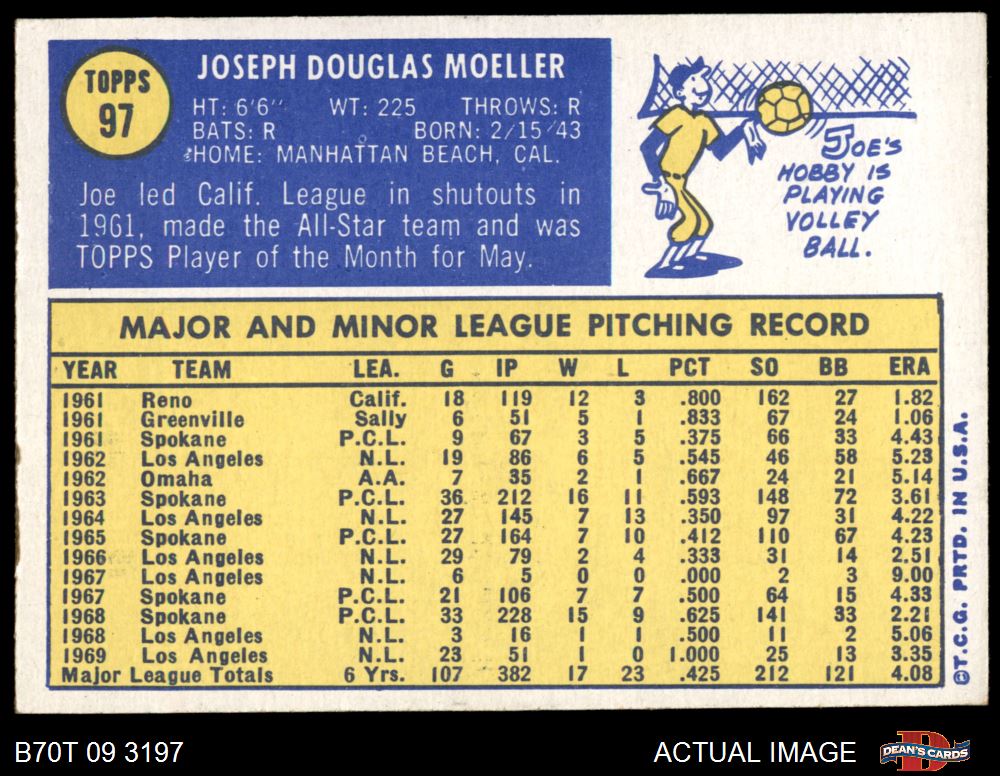 TOPPS
97
JOSEPH DOUGLAS MOELLER
HT: 6'6" WT: 225 THROWS: R
BATS: R BORN: 2/15/43
HOME: MANHATTAN BEACH, CAL.
Joe led Calif. League in shutouts in
1961, made the All-Star team and was
TOPPS Player of the Month for May.
JOE'S
HOBBY IS
PLAYING
VOLLEY
BALL.
MAJOR AND MINOR LEAGUE PITCHING RECORD
YEAR TEAM LEA. G IP W L PCT SO BB ERA
1961 Reno Calif. 18 119 12 3 .800 162 27 1.82
1961 Greenville Sally 6 51 5 1 .833 67 24 1.06
1961 Spokane P.C.L. 9 67 3 5 .375 66 33 4.43
1962 Los Angeles N.L. 19 86 6 5 .545 46 58 5.23
1962 Omaha A.A. 7 35 2 1 .667 24 21 5.14
1963 Spokane P.C.L. 36 212 16 11 .593 148 72 3.61
1964 Los Angeles N.L. 27 145 7 13 .350 97 31 4.22
1965 Spokane P.C.L. 27 164 7 10 .412 110 67 4.23
1966 Los Angeles N.L. 29 79 2 4 .333 31 14 2.51
1967 Los Angeles N.L. 6 5 0 0 .000 2 3 9.00
1967 Spokane P.C.L. 21 106 7 7 .500 64 15 4.33
1968 Spokane P.C.L. 33 228 15 9 .625 141 33 2.21
1968 Los Angeles N.L. 3 16 1 1 .500 11 2 5.06
1969 Los Angeles N.L. 23 51 1 0 1.000 25 13 3.35
Major League Totals 6 Yrs. 107 382 17 23 .425 212 121 4.08
©T.C.G. PRTD. IN U.S.A.
B70T 09 3197 ACTUAL IMAGE
D
DEAN'S CARDS